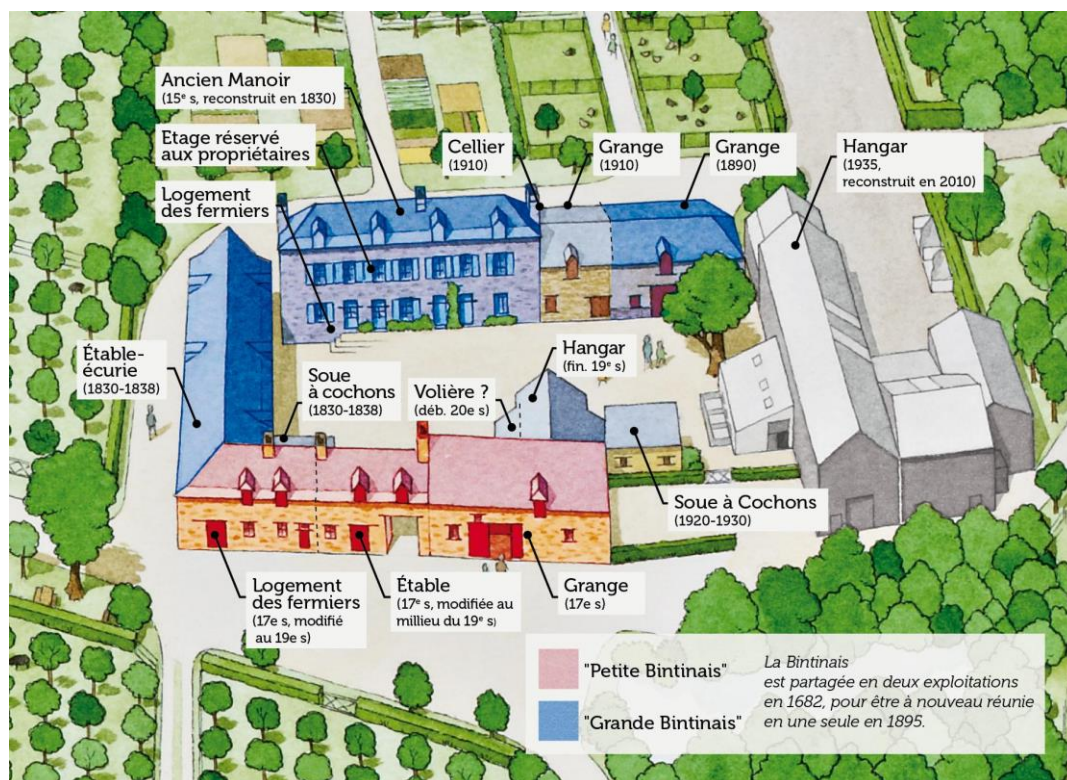 Ancien Manoir
(15e s, reconstruit en 1830)
Etage réservé
aux propriétaires
Logement
des fermiers
Cellier
(1910)
Grange
(1910)
Grange
(1890)
Hangar
(1935,
reconstruit en 2010)
Étable-
écurie
(1830-1838)
Soue
à cochons
(1830-1838)
Volière ?
(déb. 20e s)
Hangar
(fin. 19e s)
Soue à Cochons
(1920-1930)
Logement
des fermiers
(17e s, modifié
au 19e s)
Étable
(17e s, modifiée au
millieu du 19e s)
Grange
(17e s)
"Petite Bintinais"
"Grande Bintinais"
La Bintinais
est partagée en deux exploitations
en 1682, pour être à nouveau réunie
en une seule en 1895.